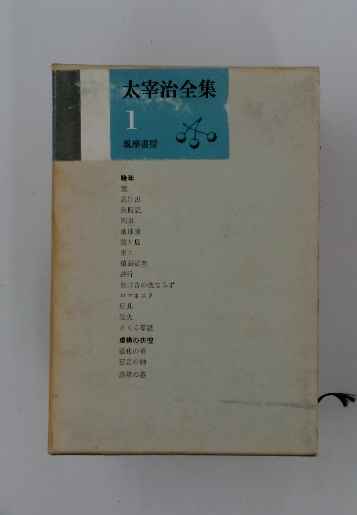 太宰治全集
1
筑摩書房
晩年
葉
思ひ出
魚服記
列車
地球図
猿ヶ島
雀こ
猿面冠者
逆行
彼は昔の彼ならず
ロマネスク
玩具
陰火
めくら草紙
虚構の彷徨
道化の華
狂言の神
虚構の春